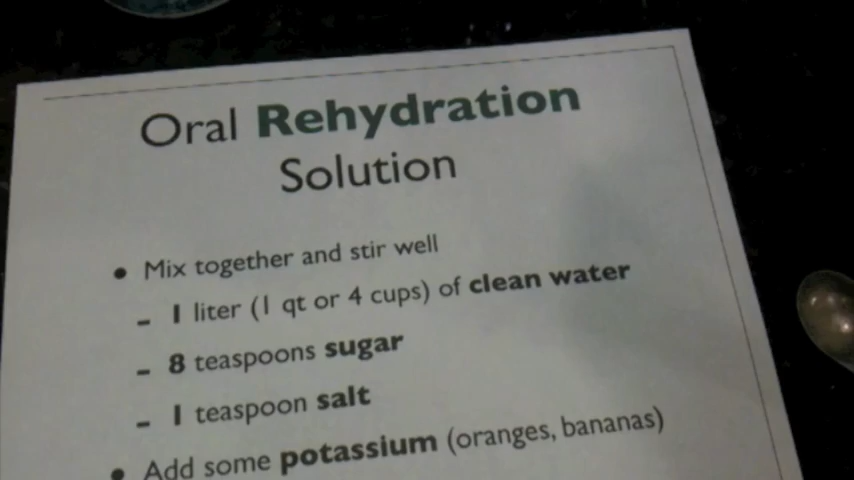 Oral Rehydration
Solution
• Mix together and stir well
- 1 liter (1 qt or 4 cups) of clean water
- 8 teaspoons sugar
- 1 teaspoon salt
• Add some potassium (oranges, bananas)